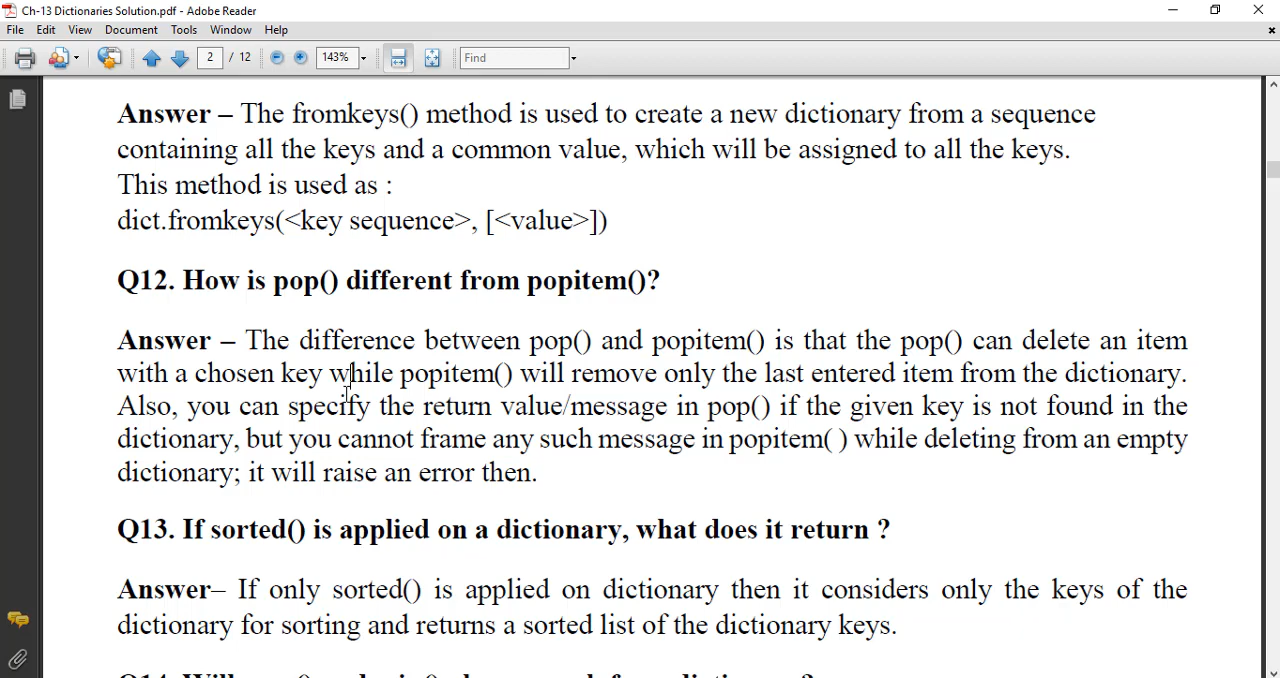 Ch-13 Dictionaries Solution.pdf - Adobe Reader
File Edit View Document Tools Window Help
2 / 12 143% Find
Answer – The fromkeys() method is used to create a new dictionary from a sequence
containing all the keys and a common value, which will be assigned to all the keys.
This method is used as :
dict.fromkeys(<key sequence>, [<value>])
Q12. How is pop() different from popitem()?
Answer – The difference between pop() and popitem() is that the pop() can delete an item
with a chosen key while popitem() will remove only the last entered item from the dictionary.
Also, you can specify the return value/message in pop() if the given key is not found in the
dictionary, but you cannot frame any such message in popitem( ) while deleting from an empty
dictionary; it will raise an error then.
Q13. If sorted() is applied on a dictionary, what does it return ?
Answer– If only sorted() is applied on dictionary then it considers only the keys of the
dictionary for sorting and returns a sorted list of the dictionary keys.